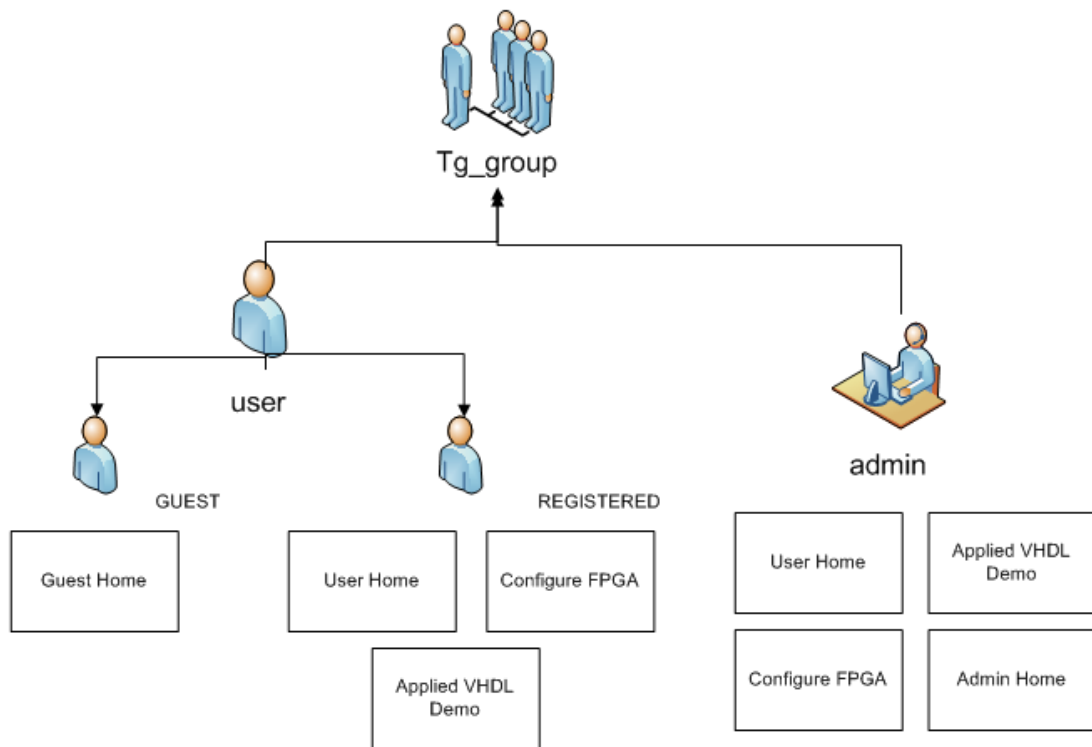 Tg_group
user
admin
GUEST
REGISTERED
Guest Home
User Home
Configure FPGA
Applied VHDL
Demo
User Home
Applied VHDL
Demo
Configure FPGA
Admin Home